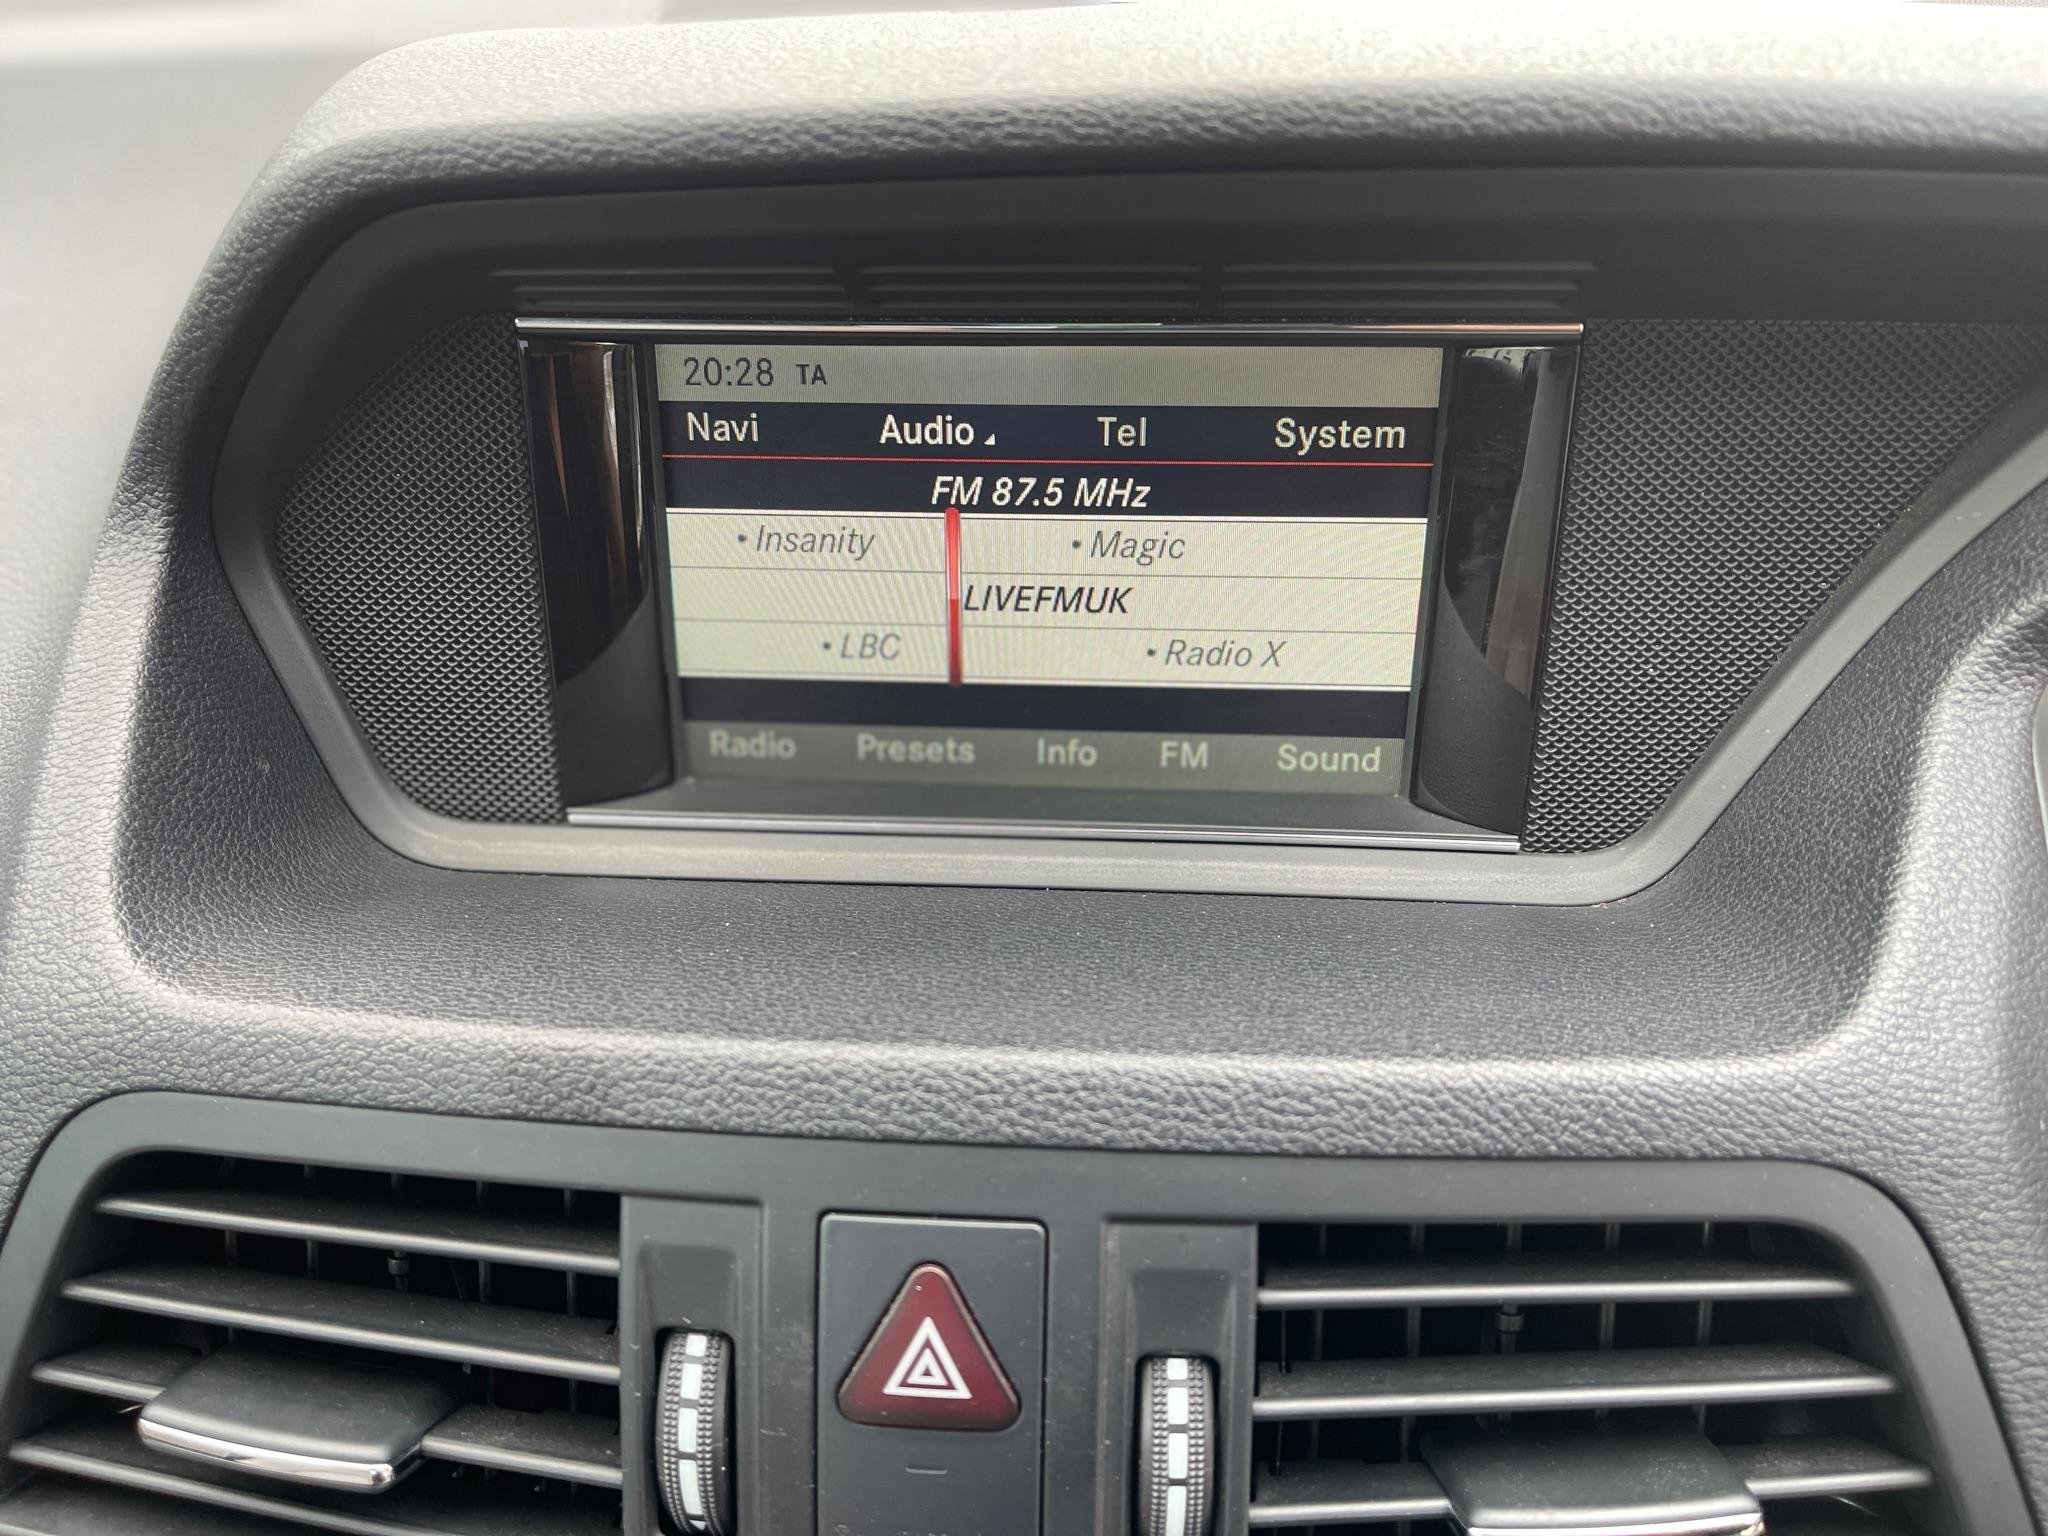 20:28 TA
Navi Audio Tel System
FM 87.5 MHz
• Insanity • Magic
LIVEFMUK
• LBC • Radio X
Radio Presets Info FM Sound